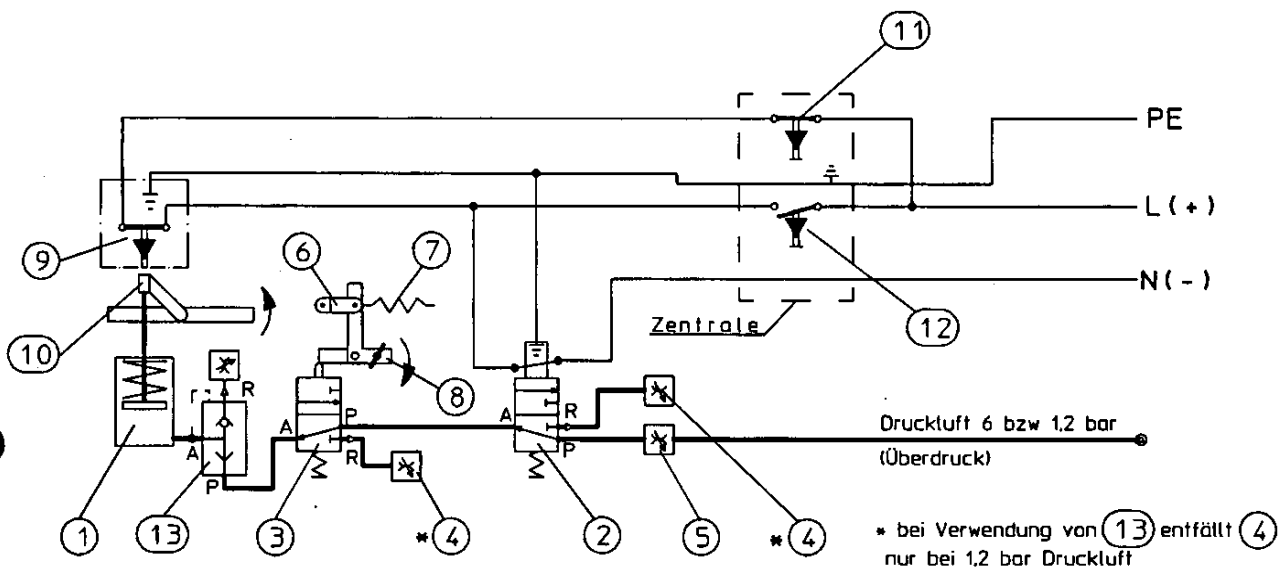 11
PE
L (+)
9
6
7
N (-)
Zentrale
12
10
8
R
A
P
A
P
R
A
R
P
Druckluft 6 bzw 1,2 bar
(Überdruck)
1
13
3
* 4
2
5
* 4
* bei Verwendung von 13 entfällt 4
nur bei 1,2 bar Druckluft